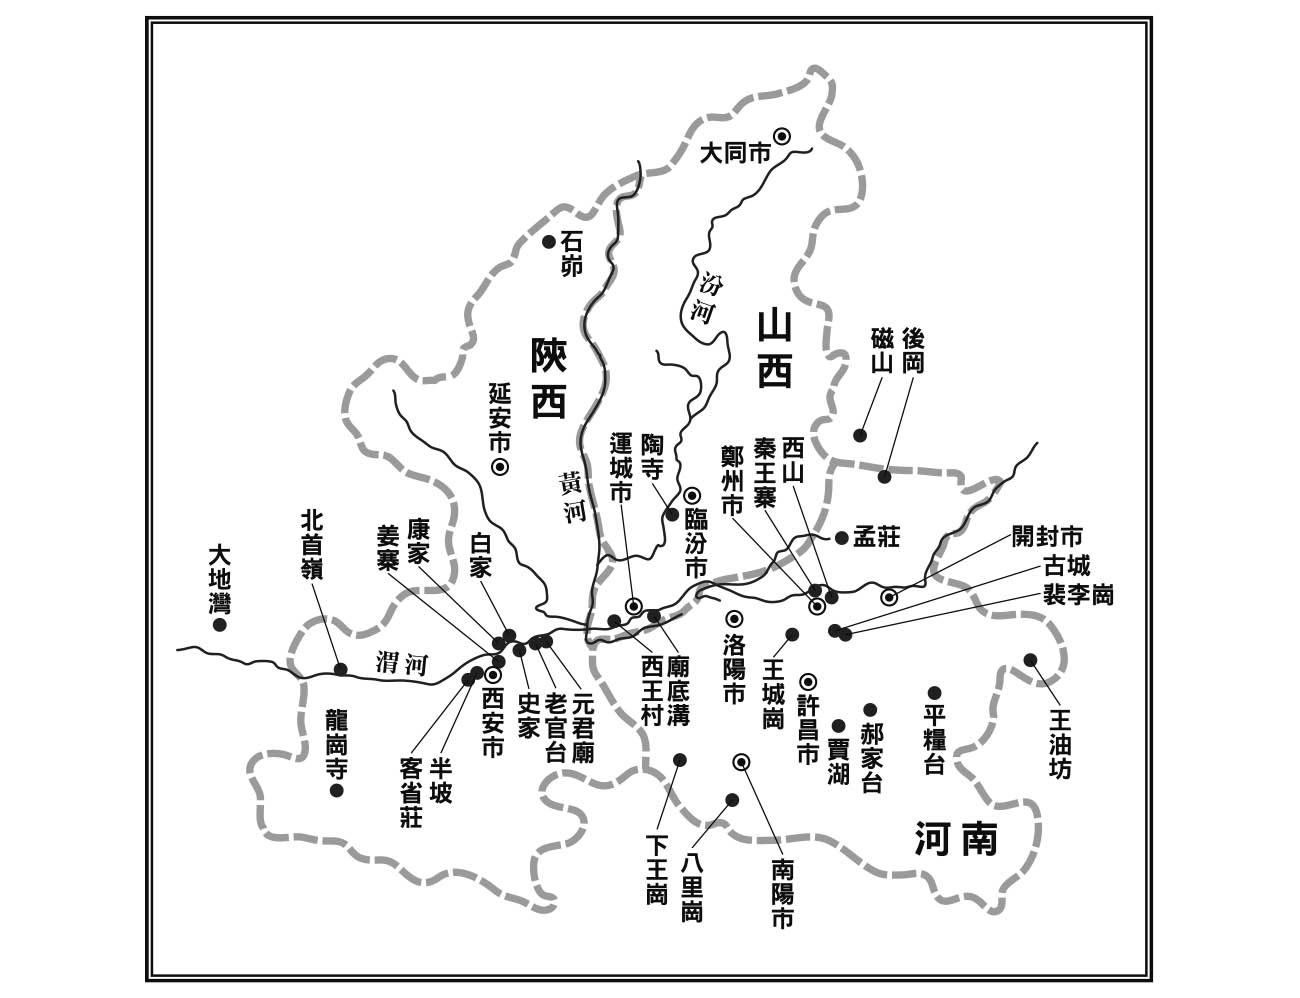 大同市
石峁
汾河
山西
陝西
磁山
後岡
延安市
運城市
陶寺
鄭州市
秦王寨
西山
黃河
臨汾市
孟莊
開封市
古城
裴李崗
大地灣
北首嶺
姜寨
康家
白家
渭河
西安市
史家
老官台
元君廟
西王村
廟底溝
洛陽市
王城崗
許昌市
賈湖
郝家台
平糧台
王油坊
龍崗寺
客省莊
半坡
河南
下王崗
八里崗
南陽市